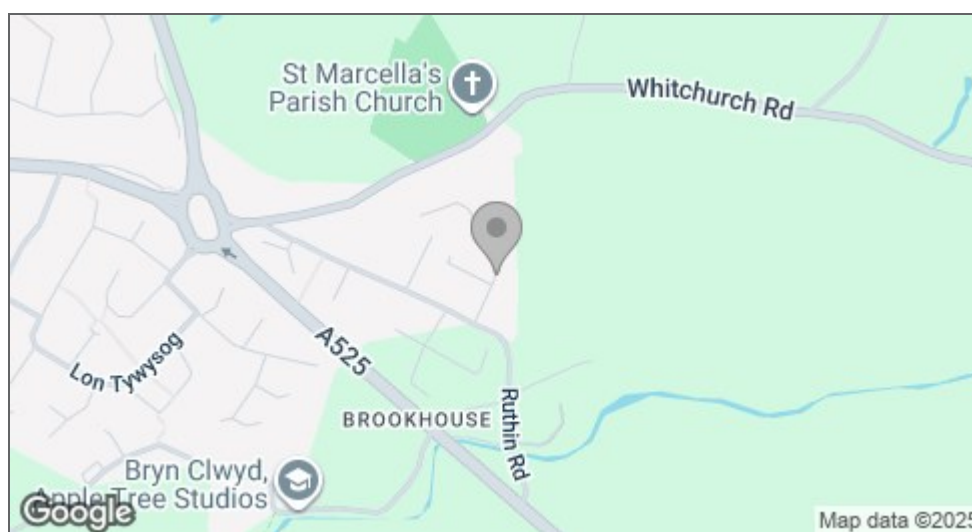 St Marcella's
Parish Church
Whitchurch Rd
A525
Lon Tywysog
Ruthin Rd
BROOKHOUSE
Bryn Clwyd,
Apple Tree Studios
Google
Map data ©2025